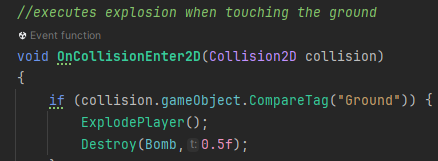 //executes explosion when touching the ground
Event function
void OnCollisionEnter2D(Collision2D collision)
{
if (collision.gameObject.CompareTag("Ground")) {
ExplodePlayer();
Destroy(Bomb, t: 0.5f);